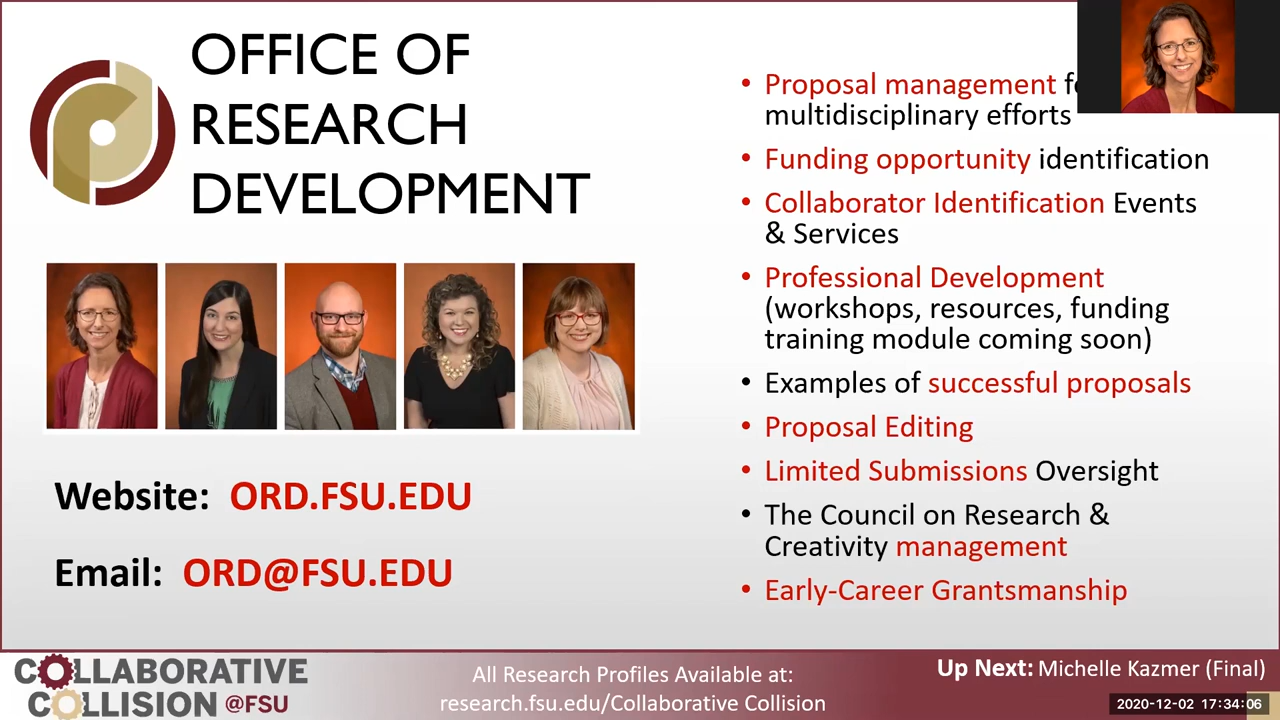 OFFICE OF
RESEARCH
DEVELOPMENT
Website: ORD.FSU.EDU
Email: ORD@FSU.EDU
• Proposal management
multidisciplinary efforts
• Funding opportunity identification
• Collaborator Identification Events
& Services
• Professional Development
(workshops, resources, funding
training module coming soon)
• Examples of successful proposals
• Proposal Editing
• Limited Submissions Oversight
• The Council on Research &
Creativity management
• Early-Career Grantsmanship
COLLABORATIVE
COLLISION @FSU
All Research Profiles Available at:
research.fsu.edu/Collaborative Collision
Up Next: Michelle Kazmer (Final)
2020-12-02 17:34:06